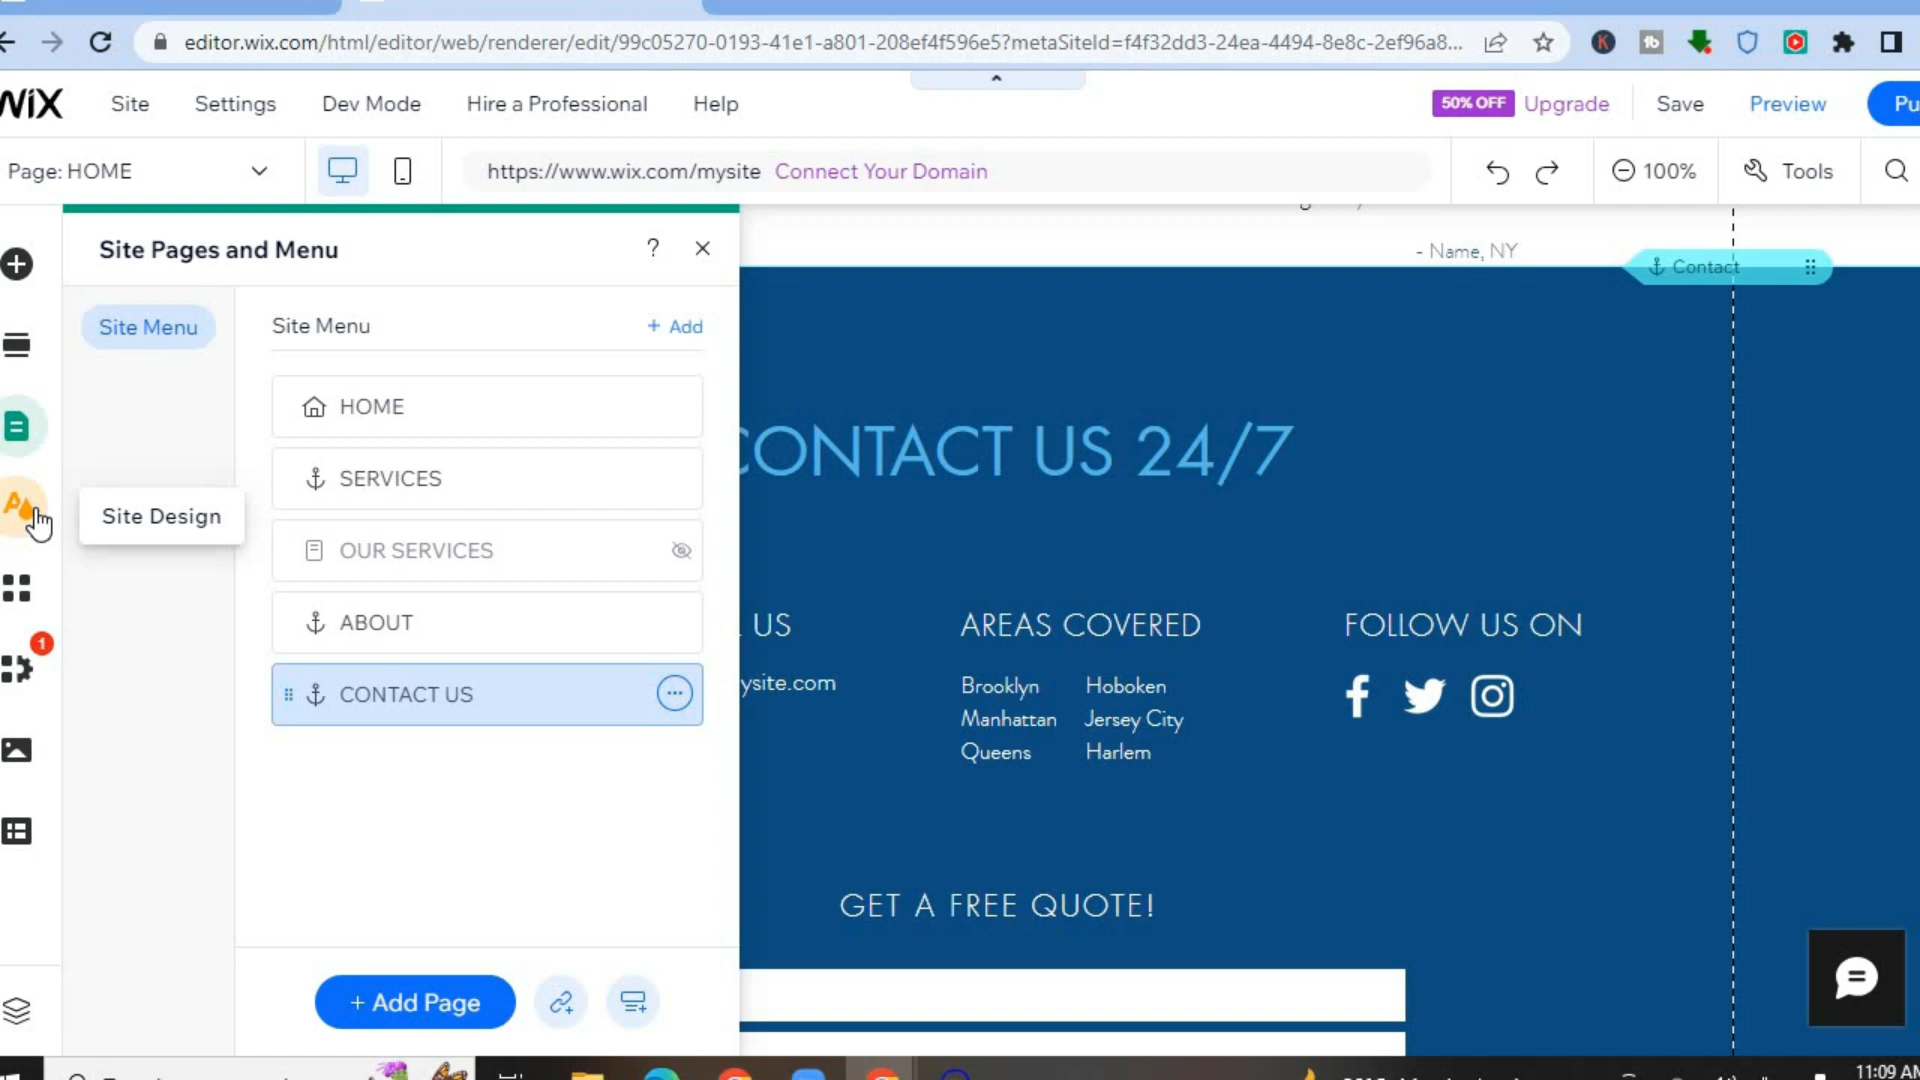 editor.wix.com/html/editor/web/renderer/edit/99c05270-0193-41e1-a801-208ef4f596e5?metaSiteId=f4f32dd3-24ea-4494-8e8c-2ef96a8...
WiX
Site
Settings
Dev Mode
Hire a Professional
Help
50% OFF
Upgrade
Save
Preview
Pu
Page: HOME
https://www.wix.com/mysite
Connect Your Domain
100%
Tools
Site Pages and Menu
?
- Name, NY
Contact
Site Menu
Site Menu
+ Add
HOME
SERVICES
Site Design
OUR SERVICES
ABOUT
1
CONTACT US
+ Add Page
CONTACT US 24/7
US
ysite.com
AREAS COVERED
Brooklyn
Manhattan
Queens
Hoboken
Jersey City
Harlem
FOLLOW US ON
GET A FREE QUOTE!
11:09 AM